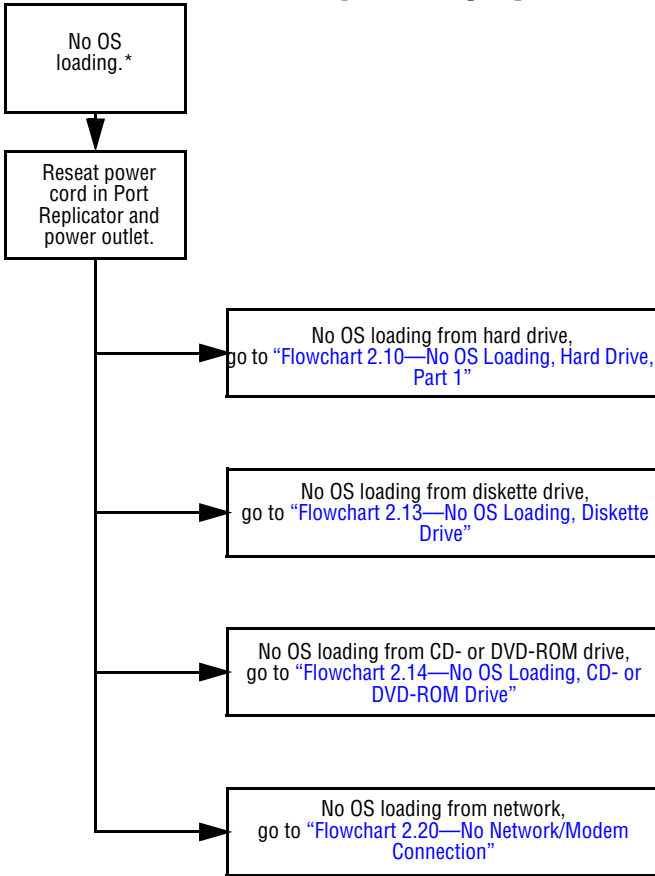 No OS
loading.*
Reseat power
cord in Port
Replicator and
power outlet.
No OS loading from hard drive,
go to “Flowchart 2.10—No OS Loading, Hard Drive,
Part 1”
No OS loading from diskette drive,
go to “Flowchart 2.13—No OS Loading, Diskette
Drive”
No OS loading from CD- or DVD-ROM drive,
go to “Flowchart 2.14—No OS Loading, CD- or
DVD-ROM Drive”
No OS loading from network,
go to “Flowchart 2.20—No Network/Modem
Connection”